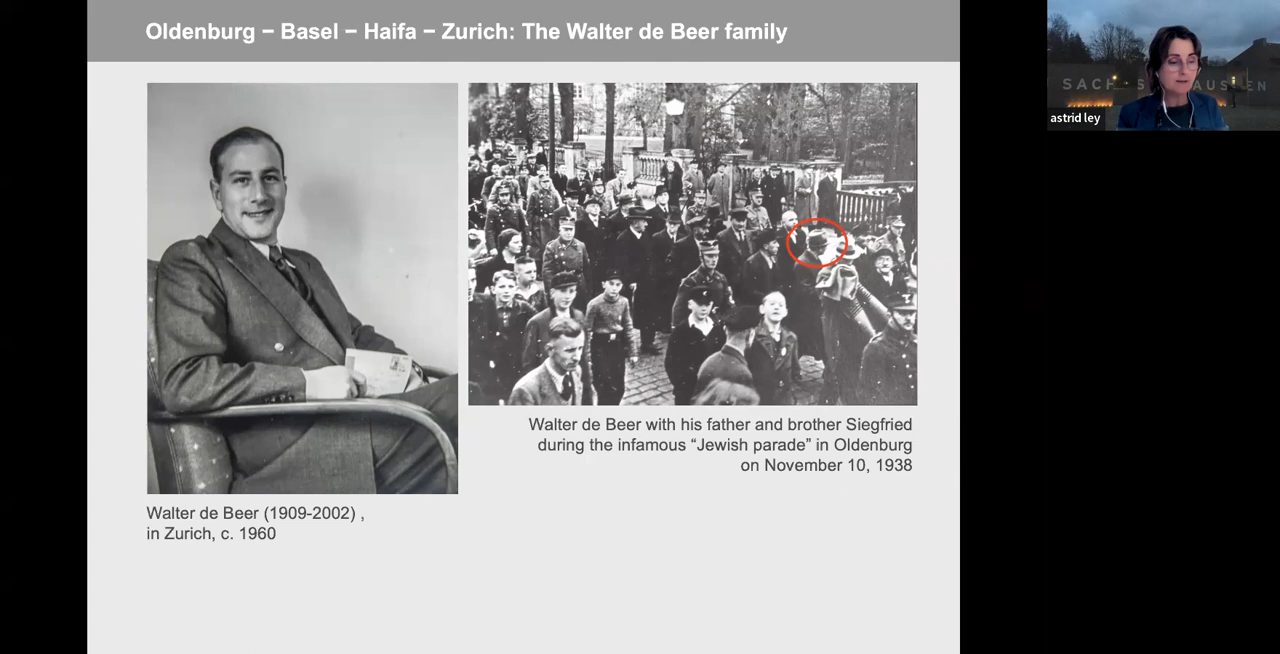 Oldenburg − Basel − Haifa − Zurich: The Walter de Beer family
Walter de Beer with his father and brother Siegfried
during the infamous “Jewish parade” in Oldenburg
on November 10, 1938
Walter de Beer (1909-2002) ,
in Zurich, c. 1960
astrid ley